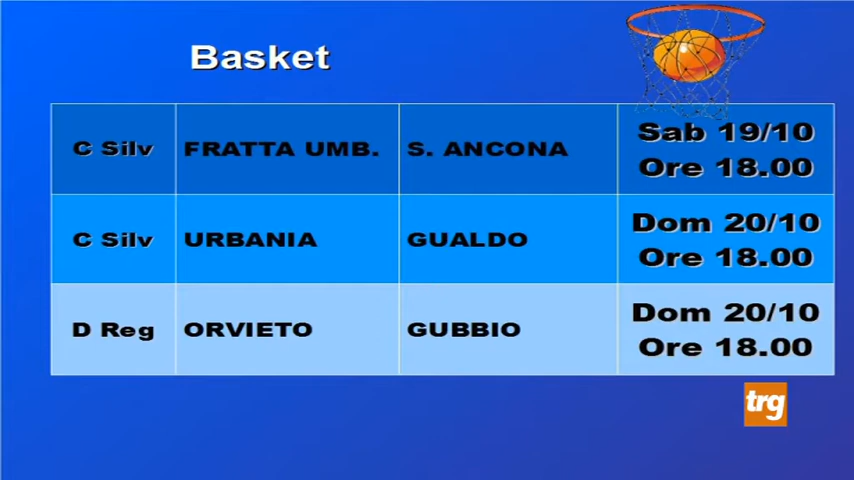 Basket
C Silv FRATTA UMB. S. ANCONA Sab 19/10
Ore 18.00
C Silv URBANIA GUALDO Dom 20/10
Ore 18.00
D Reg ORVIETO GUBBIO Dom 20/10
Ore 18.00
trg